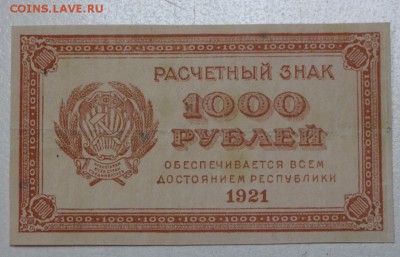 COINS.LAVE.RU
РАСЧЕТНЫЙ ЗНАК
1000
РУБЛЕЙ
ОБЕСПЕЧИВАЕТСЯ ВСЕМ
ДОСТОЯНИЕМ РЕСПУБЛИКИ
1921